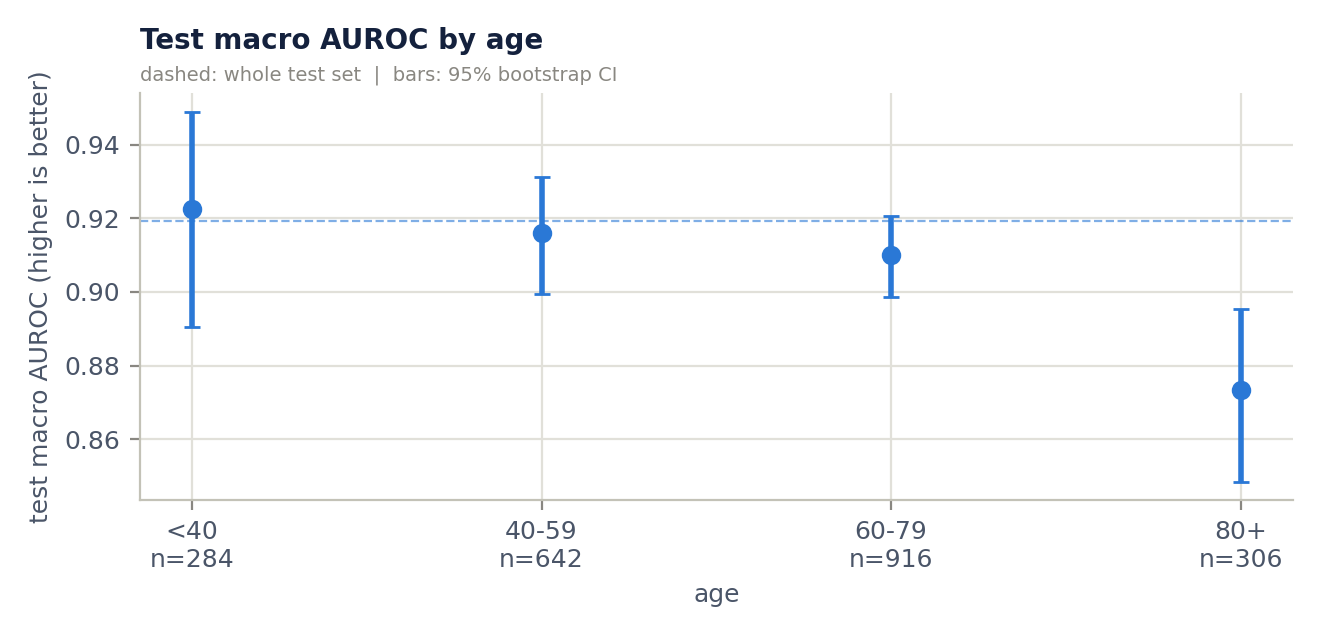 Test macro AUROC by age
dashed: whole test set | bars: 95% bootstrap CI
test macro AUROC (higher is better)
0.94
0.92
0.90
0.88
0.86
<40 40-59 60-79 80+
n=284 n=642 n=916 n=306
age